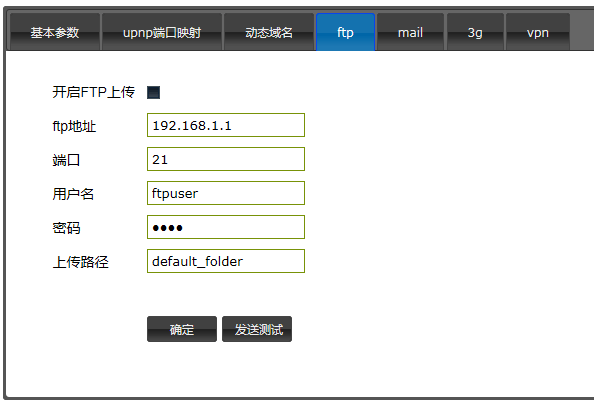 基本参数 upnp端口映射 动态域名 ftp mail 3g vpn
开启FTP上传
ftp地址 192.168.1.1
端口 21
用户名 ftpuser
密码 ●●●●
上传路径 default_folder
确定 发送测试